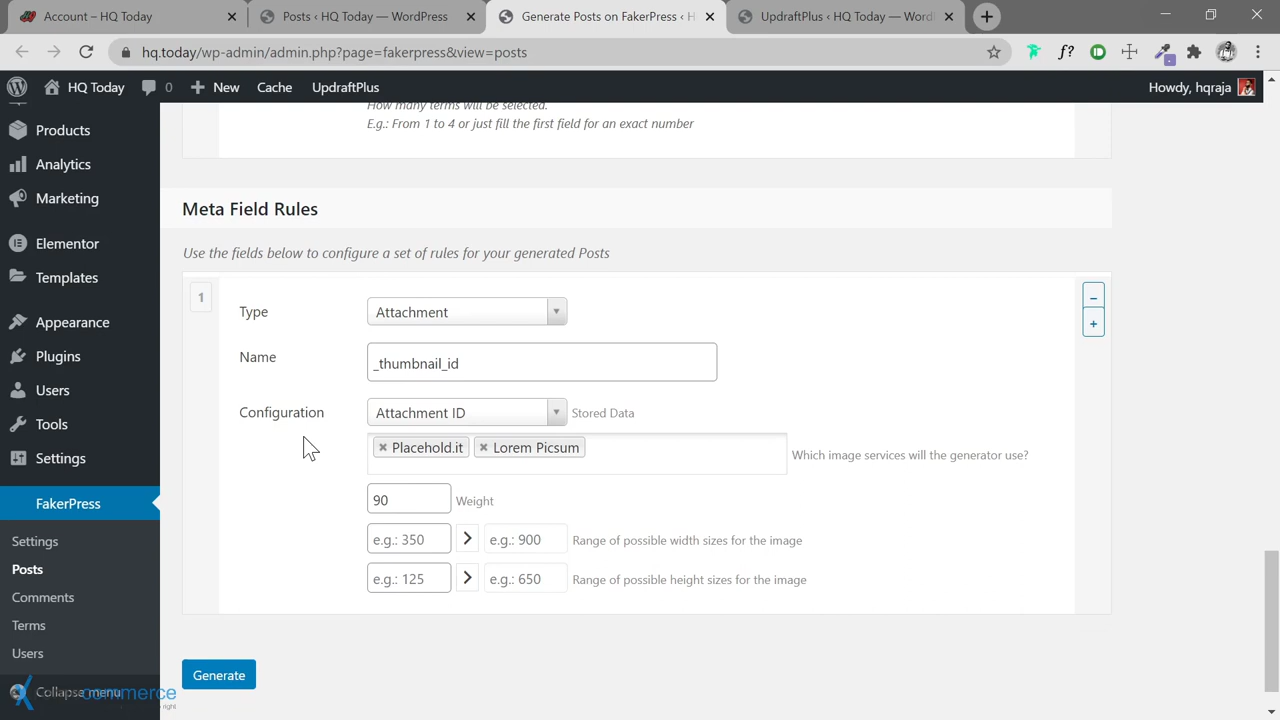 Account — HQ Today
Posts ‹ HQ Today — WordPress
Generate Posts on FakerPress ‹ H
UpdraftPlus ‹ HQ Today — Word
hq.today/wp-admin/admin.php?page=fakerpress&view=posts
f?
HQ Today
0
New
Cache
UpdraftPlus
Howdy, hqraja
Products
Analytics
Marketing
Elementor
Templates
Appearance
Plugins
Users
Tools
Settings
FakerPress
Settings
Posts
Comments
Terms
Users
Collapse menu
commerce
right
How many terms will be selected.
E.g.: From 1 to 4 or just fill the first field for an exact number
Meta Field Rules
Use the fields below to configure a set of rules for your generated Posts
1
Type
Attachment
Name
_thumbnail_id
Configuration
Attachment ID
Stored Data
× Placehold.it
× Lorem Picsum
Which image services will the generator use?
90
Weight
e.g.: 350
e.g.: 900
Range of possible width sizes for the image
e.g.: 125
e.g.: 650
Range of possible height sizes for the image
−
+
Generate